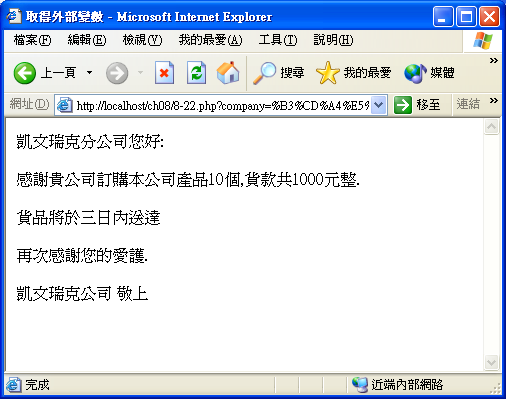 取得外部變數 - Microsoft Internet Explorer
檔案(F) 編輯(E) 檢視(V) 我的最愛(A) 工具(T) 說明(H)
上一頁 搜尋 我的最愛 媒體
網址(D) http://localhost/ch08/8-22.php?company=%B3%CD%A4%E5% 移至 連結
凱文瑞克分公司您好:
感謝貴公司訂購本公司產品10個,貨款共1000元整.
貨品將於三日內送達
再次感謝您的愛護.
凱文瑞克公司 敬上
完成 近端內部網路